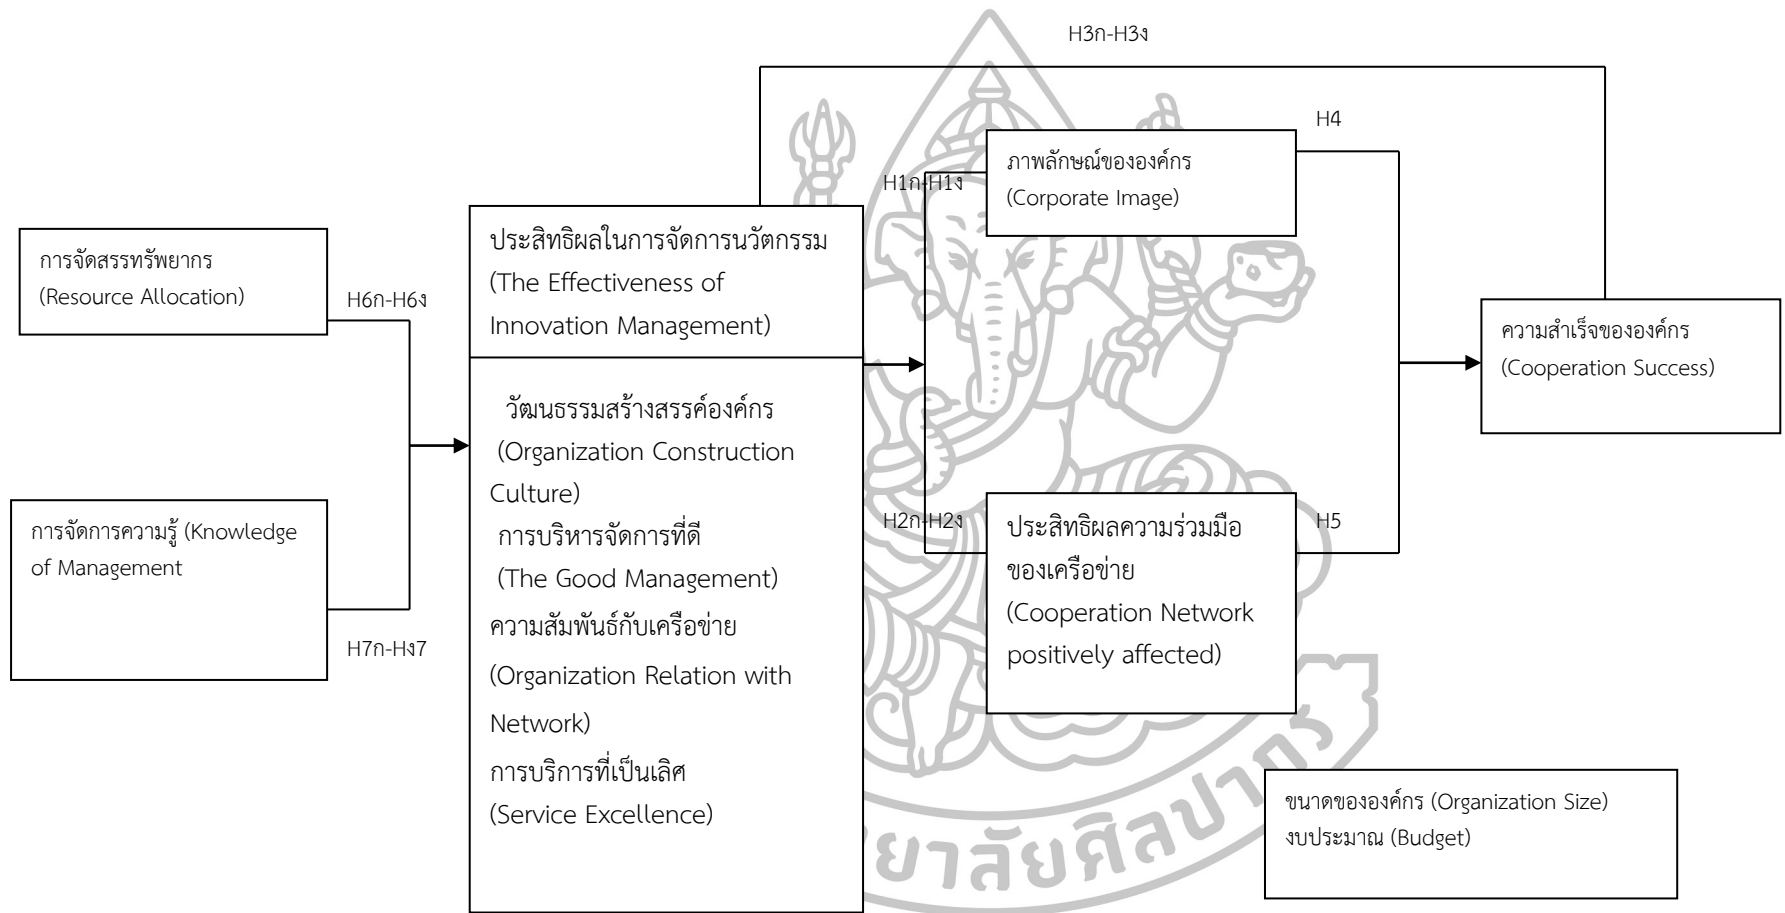 H3ก-H3ง
H4
ภาพลักษณ์ขององค์กร
(Corporate Image)
H1ก-H1ง
การจัดสรรทรัพยากร
(Resource Allocation)
H6ก-H6ง
ประสิทธิผลในการจัดการนวัตกรรม
(The Effectiveness of
Innovation Management)
ความสำเร็จขององค์กร
(Cooperation Success)
วัฒนธรรมสร้างสรรค์องค์กร
(Organization Construction
Culture)
การบริหารจัดการที่ดี
(The Good Management)
ความสัมพันธ์กับเครือข่าย
(Organization Relation with
Network)
การบริการที่เป็นเลิศ
(Service Excellence)
การจัดการความรู้ (Knowledge
of Management
H7ก-Hง7
H2ก-H2ง
ประสิทธิผลความร่วมมือ
ของเครือข่าย
(Cooperation Network
positively affected)
H5
ขนาดขององค์กร (Organization Size)
งบประมาณ (Budget)
ยาลัยศิลปากร